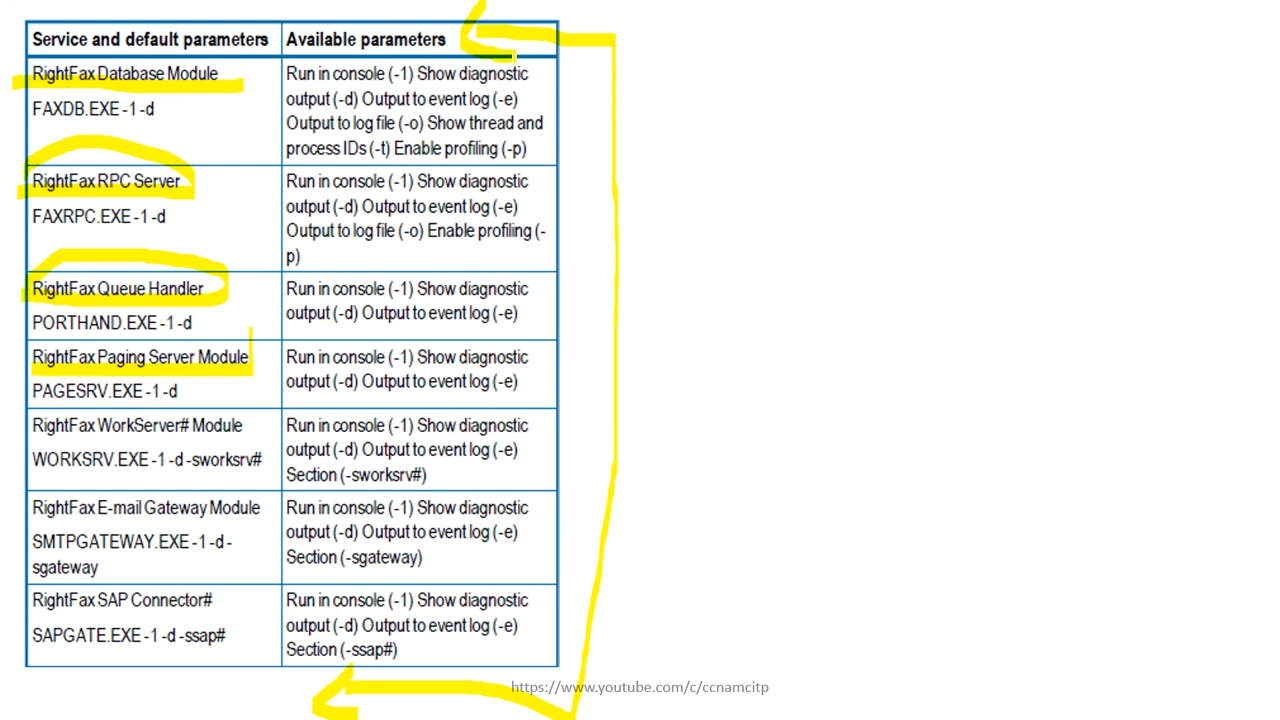 Service and default parameters
Available parameters
RightFax Database Module
FAXDB.EXE -1 -d
Run in console (-1) Show diagnostic
output (-d) Output to event log (-e)
Output to log file (-o) Show thread and
process IDs (-t) Enable profiling (-p)
RightFax RPC Server
FAXRPC.EXE -1 -d
Run in console (-1) Show diagnostic
output (-d) Output to event log (-e)
Output to log file (-o) Enable profiling (-
p)
RightFax Queue Handler
PORTHAND.EXE -1 -d
Run in console (-1) Show diagnostic
output (-d) Output to event log (-e)
RightFax Paging Server Module
PAGESRV.EXE -1 -d
Run in console (-1) Show diagnostic
output (-d) Output to event log (-e)
RightFax WorkServer# Module
WORKSRV.EXE -1 -d -sworksrv#
Run in console (-1) Show diagnostic
output (-d) Output to event log (-e)
Section (-sworksrv#)
RightFax E-mail Gateway Module
SMTPGATEWAY.EXE -1 -d -
sgateway
Run in console (-1) Show diagnostic
output (-d) Output to event log (-e)
Section (-sgateway)
RightFax SAP Connector#
SAPGATE.EXE -1 -d -ssap#
Run in console (-1) Show diagnostic
output (-d) Output to event log (-e)
Section (-ssap#)
https://www.youtube.com/c/ccnamcitp